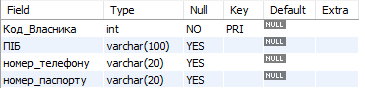 Field Type Null Key Default Extra
Код_Власника int NO PRI NULL
ПІБ varchar(100) YES NULL
номер_телефону varchar(20) YES NULL
номер_паспорту varchar(20) YES NULL